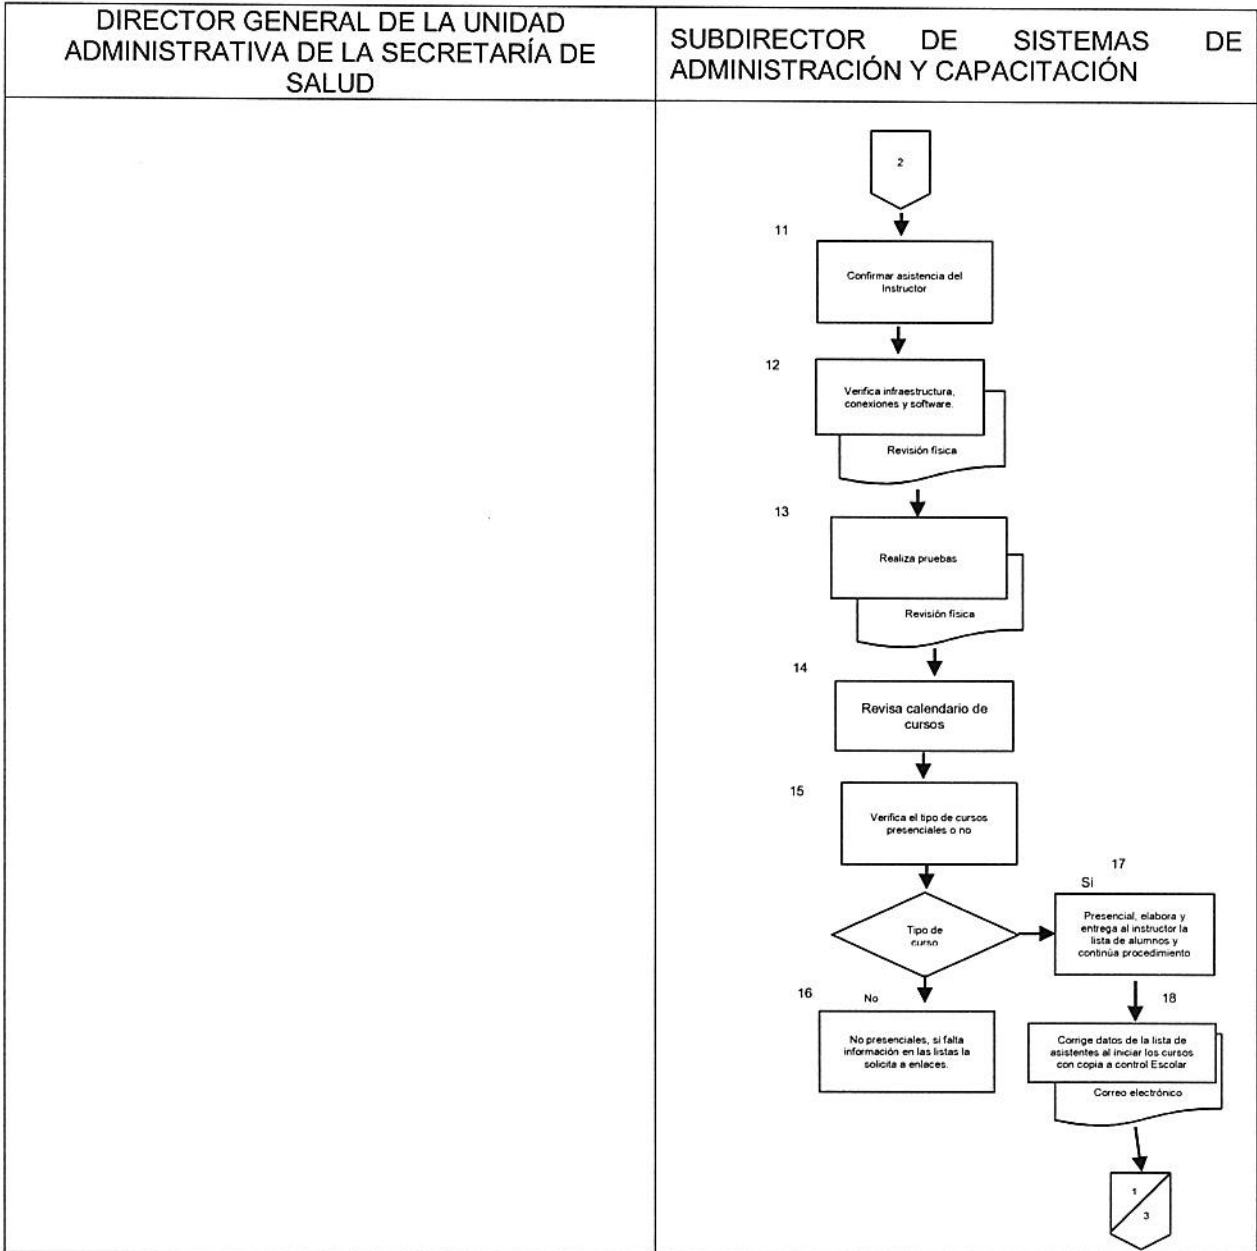 DIRECTOR GENERAL DE LA UNIDAD
ADMINISTRATIVA DE LA SECRETARÍA DE
SALUD
SUBDIRECTOR DE SISTEMAS DE
ADMINISTRACIÓN Y CAPACITACIÓN
2
11
Confirmar asistencia del
Instructor
12
Verifica infraestructura,
conexiones y software.
Revisión física
13
Realiza pruebas
Revisión física
14
Revisa calendario de
cursos
15
Verifica el tipo de cursos
presenciales o no
Tipo de
curso
17
Si
Presencial, elabora y
entrega al instructor la
lista de alumnos y
continúa procedimiento
16
No
No presenciales, si falta
información en las listas la
solicita a enlaces.
18
Corrige datos de la lista de
asistentes al iniciar los cursos
con copia a control Escolar
Correo electrónico
1
3